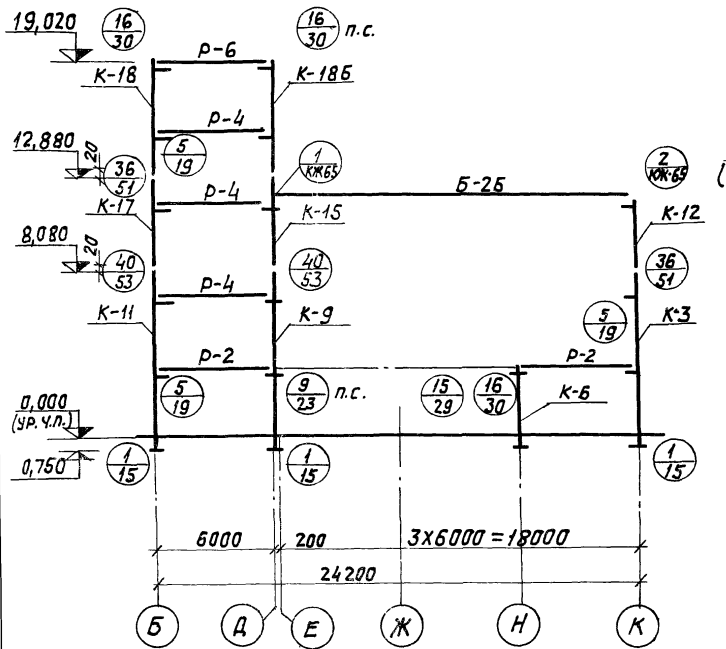 19,020
16
30
16
30
п.с.
Р-6
К-18
К-18Б
Р-4
5
19
12,880
20
36
51
1
КЖ65
2
КЖ-65
Б-2Б
Р-4
К-17
К-15
К-12
8,080
20
40
53
40
53
36
51
Р-4
К-11
К-9
5
19
К-3
Р-2
Р-2
5
19
9
23
п.с.
15
29
16
30
К-6
0,000
(ур. ч.п.)
0,750
1
15
1
15
1
15
6000
200
3х6000=18000
24200
Б
Д
Е
Ж
Н
К